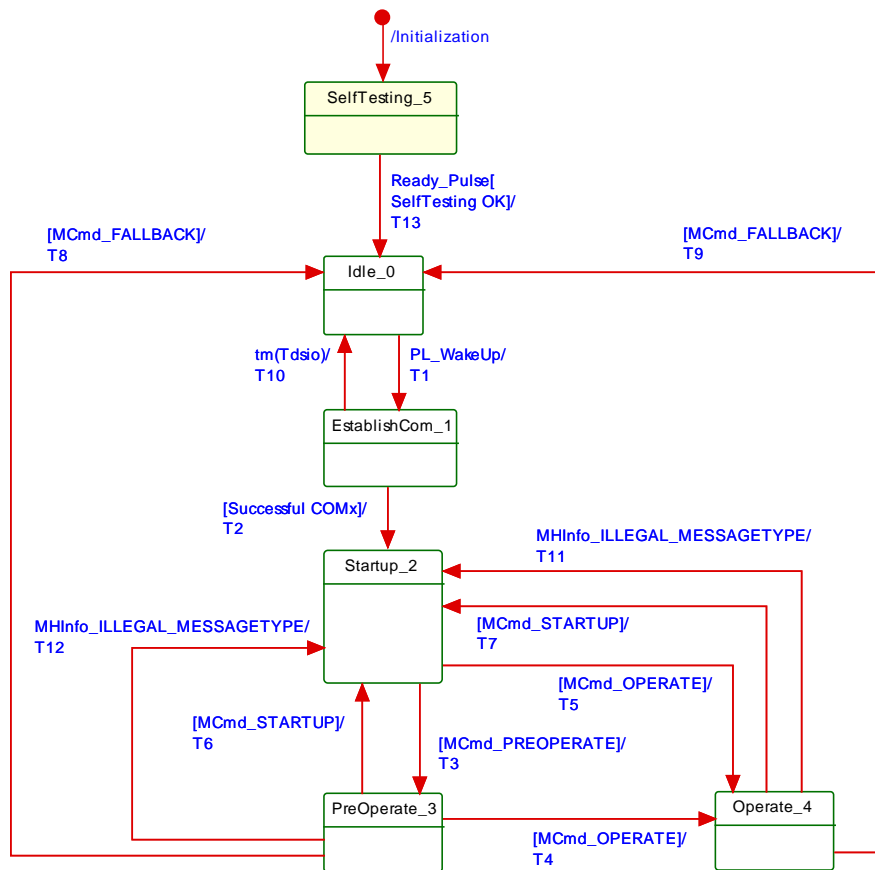 /Initialization
SelfTesting_5
Ready_Pulse[
SelfTesting OK]/
T13
[MCmd_FALLBACK]/
T8
[MCmd_FALLBACK]/
T9
Idle_0
tm(Tdsio)/
T10
PL_WakeUp/
T1
EstablishCom_1
[Successful COMx]/
T2
MHInfo_ILLEGAL_MESSAGETYPE/
T11
Startup_2
MHInfo_ILLEGAL_MESSAGETYPE/
T12
[MCmd_STARTUP]/
T7
[MCmd_OPERATE]/
T5
[MCmd_STARTUP]/
T6
[MCmd_PREOPERATE]/
T3
PreOperate_3
Operate_4
[MCmd_OPERATE]/
T4